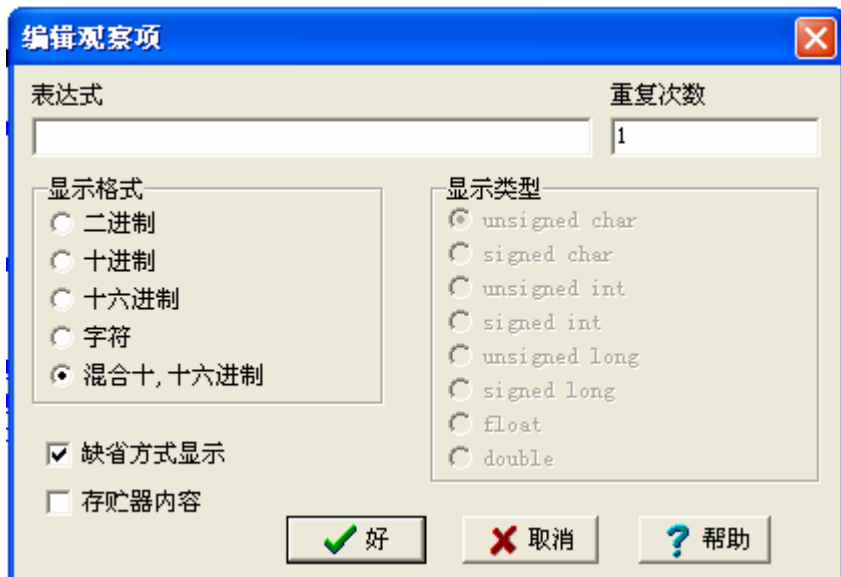 编辑观察项
表达式
重复次数
1
显示格式
二进制
十进制
十六进制
字符
混合十,十六进制
显示类型
unsigned char
signed char
unsigned int
signed int
unsigned long
signed long
float
double
缺省方式显示
存贮器内容
好
取消
帮助